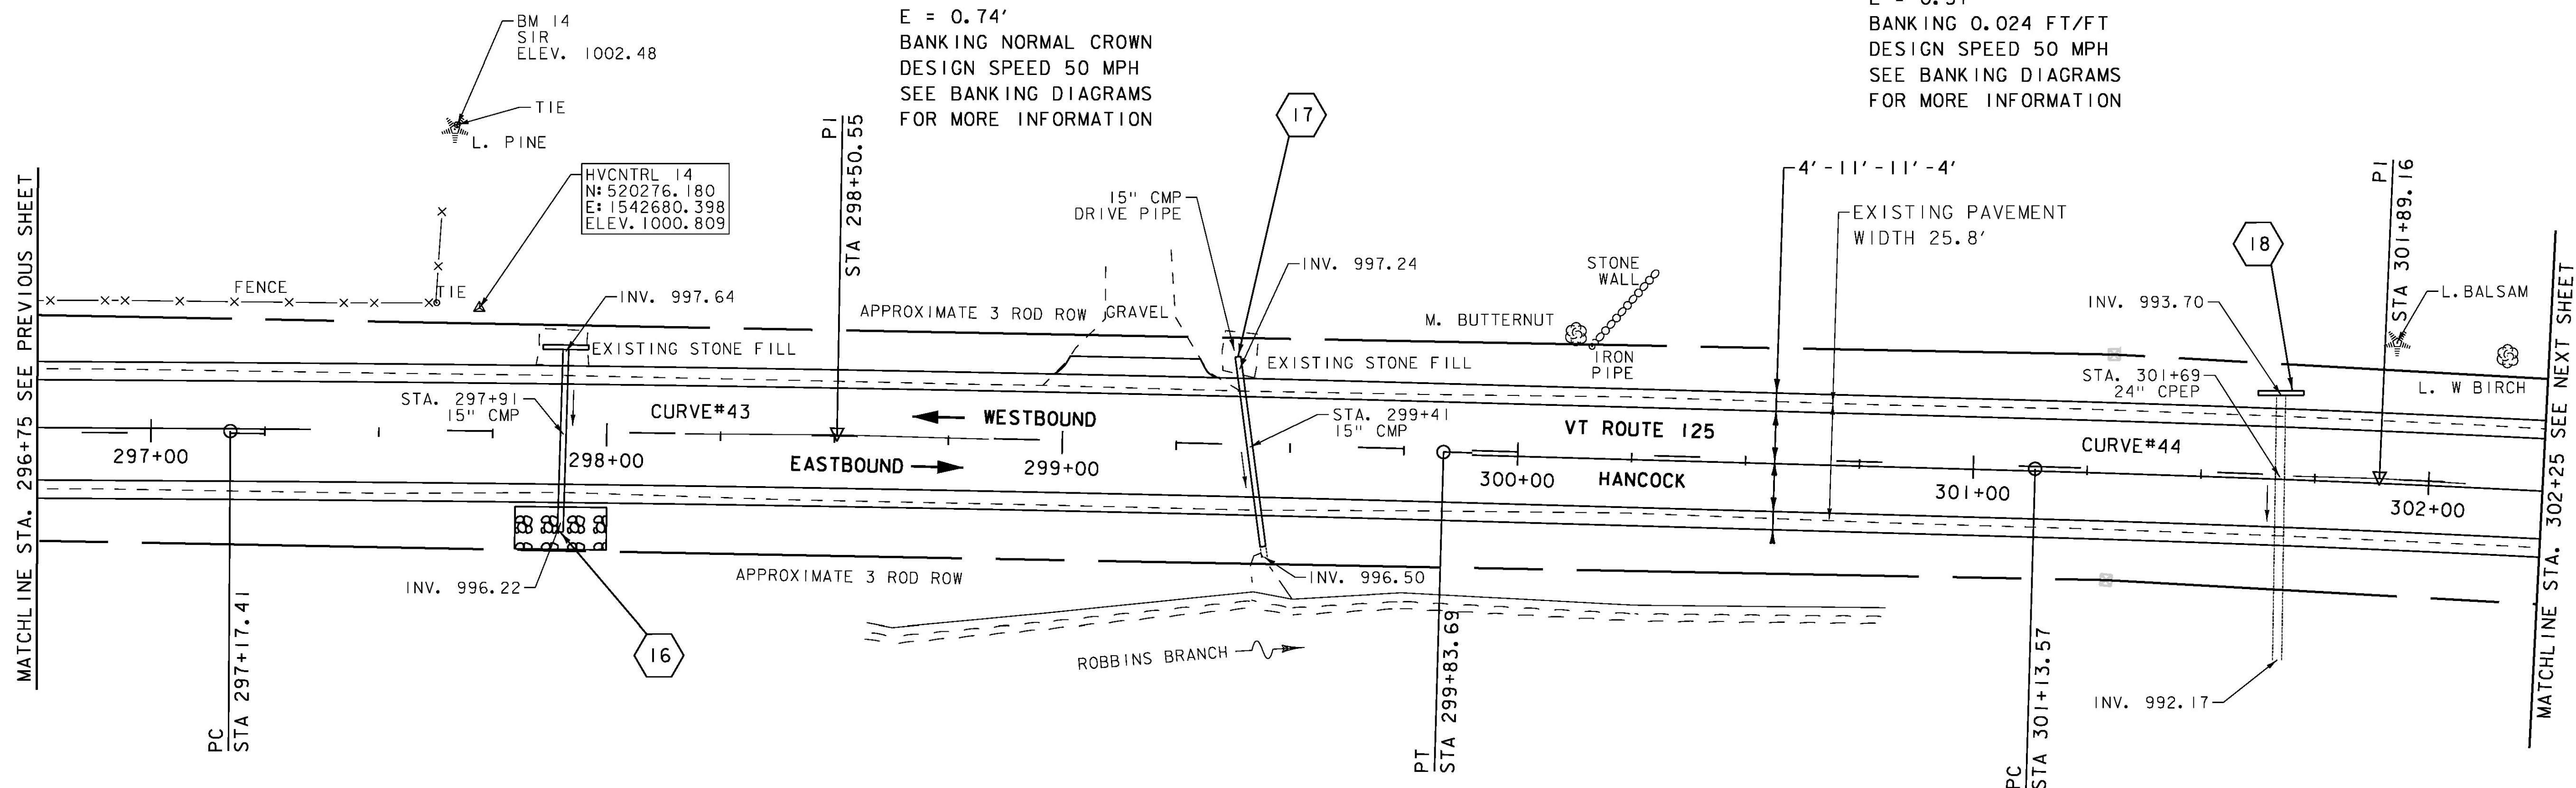 BM 14
SIR
ELEV. 1002.48
TIE
L. PINE
E = 0.74'
BANKING NORMAL CROWN
DESIGN SPEED 50 MPH
SEE BANKING DIAGRAMS
FOR MORE INFORMATION
BANKING 0.024 FT/FT
DESIGN SPEED 50 MPH
SEE BANKING DIAGRAMS
FOR MORE INFORMATION
MATCHLINE STA. 296+75 SEE PREVIOUS SHEET
HVCNTRL 14
N: 520276.180
E: 1542680.398
ELEV. 1000.809
FENCE
TIE
INV. 997.64
PI
STA 298+50.55
APPROXIMATE 3 ROD ROW
GRAVEL
15" CMP
DRIVE PIPE
17
INV. 997.24
STONE
WALL
M. BUTTERNUT
IRON
PIPE
4'-11'-11'-4'
EXISTING PAVEMENT
WIDTH 25.8'
18
INV. 993.70
PI
STA 301+89.16
L. BALSAM
L. W BIRCH
EXISTING STONE FILL
EXISTING STONE FILL
STA. 297+91
15" CMP
CURVE#43
WESTBOUND
STA. 299+41
15" CMP
VT ROUTE 125
STA. 301+69
24" CPEP
CURVE#44
297+00
298+00
EASTBOUND
299+00
300+00
HANCOCK
301+00
302+00
INV. 996.22
16
APPROXIMATE 3 ROD ROW
INV. 996.50
ROBBINS BRANCH
INV. 992.17
PC
STA 297+17.41
PT
STA 299+83.69
PC
STA 301+13.57
MATCHLINE STA. 302+25 SEE NEXT SHEET